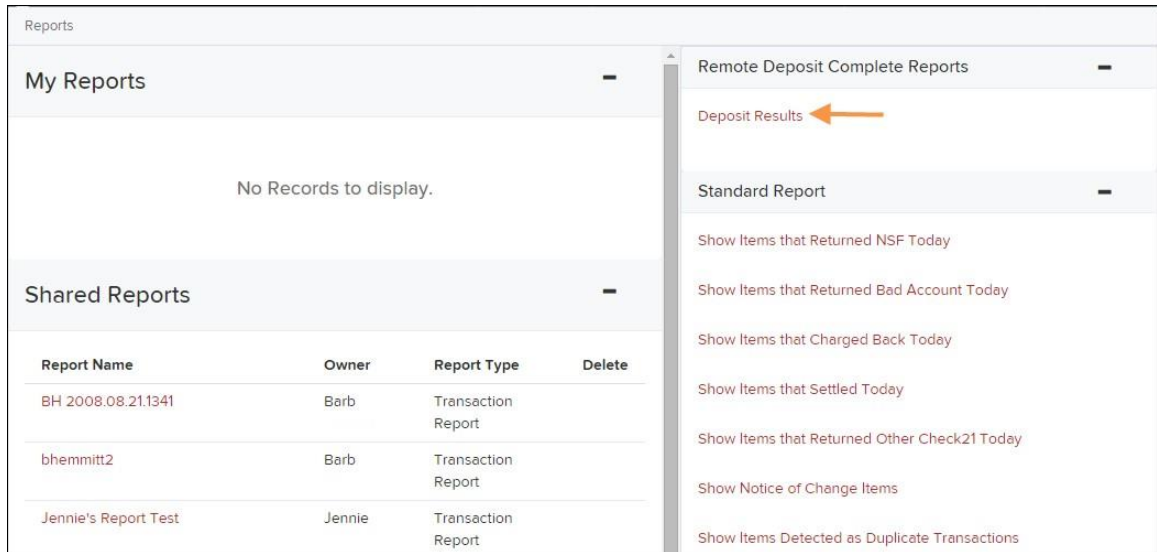 Reports
My Reports
No Records to display.
Shared Reports
Report Name Owner Report Type Delete
BH 2008.08.21.1341 Barb Transaction
Report
bhemmitt2 Barb Transaction
Report
Jennie's Report Test Jennie Transaction
Report
Remote Deposit Complete Reports
Deposit Results
Standard Report
Show Items that Returned NSF Today
Show Items that Returned Bad Account Today
Show Items that Charged Back Today
Show Items that Settled Today
Show Items that Returned Other Check21 Today
Show Notice of Change Items
Show Items Detected as Duplicate Transactions